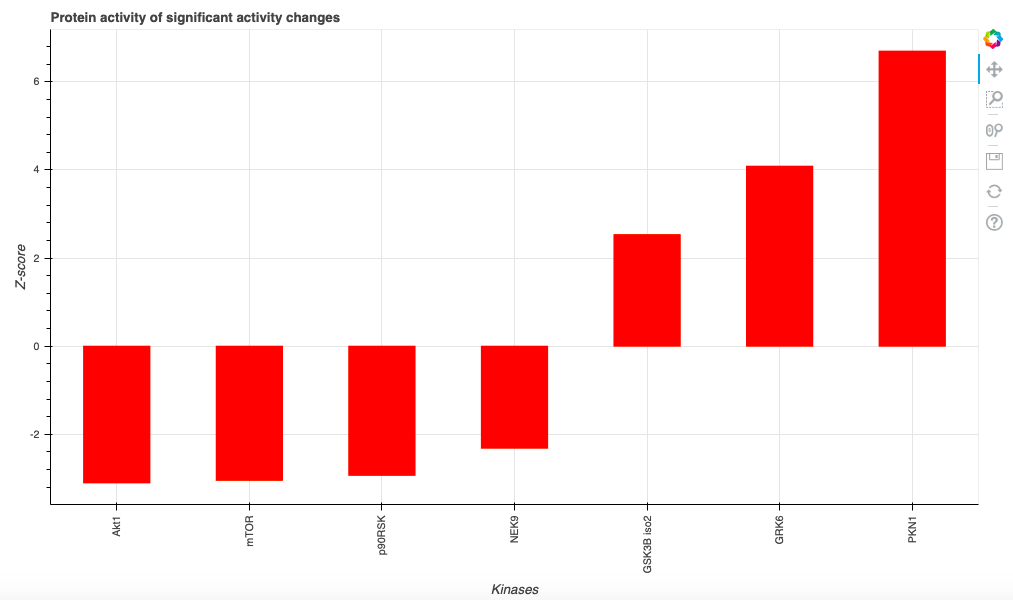 Protein activity of significant activity changes
Z-score
6
4
2
0
-2
Akt1
mTOR
p90RSK
NEK9
GSK3B iso2
GRK6
PKN1
Kinases